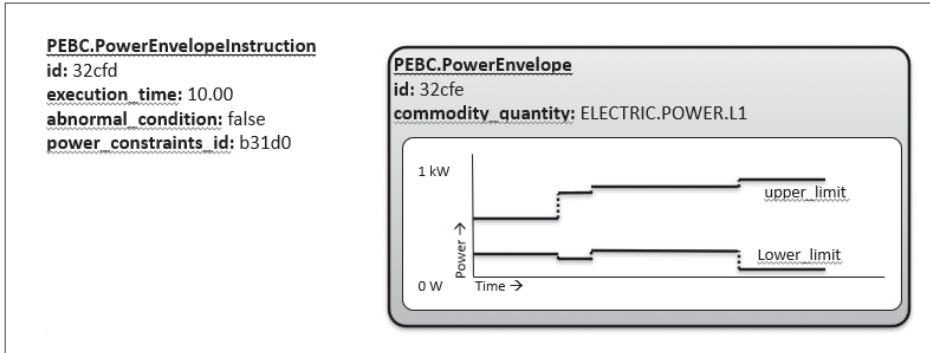 PEBC.PowerEnvelopeInstruction
id: 32cfd
execution_time: 10.00
abnormal_condition: false
power_constraints_id: b31d0
PEBC.PowerEnvelope
id: 32cfe
commodity_quantity: ELECTRIC.POWER.L1
1 kW
upper_limit
Power →
Lower_limit
0 W
Time →